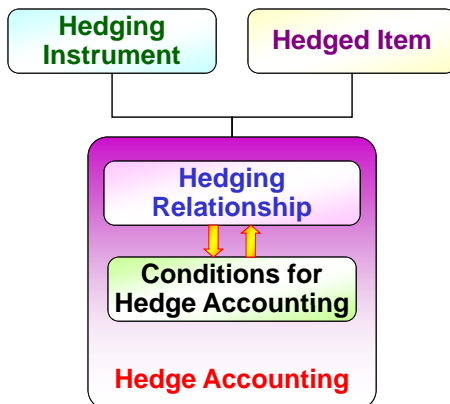 Hedging
Instrument
Hedged Item
Hedging
Relationship
Conditions for
Hedge Accounting
Hedge Accounting